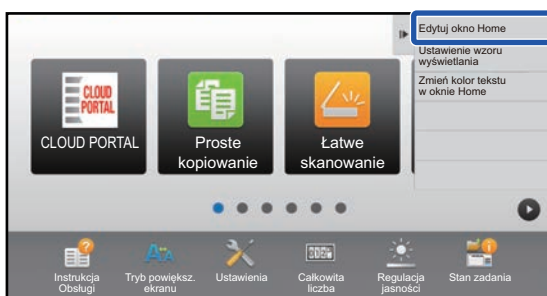 Edytuj okno Home
Ustawienie wzoru
wyświetlania
Zmień kolor tekstu
w oknie Home
CLOUD
PORTAL
CLOUD PORTAL
Proste
kopiowanie
Łatwe
skanowanie
Instrukcja
Obsługi
Tryb powiększ.
ekranu
Ustawienia
Całkowita
liczba
Regulacja
jasności
Stan zadania